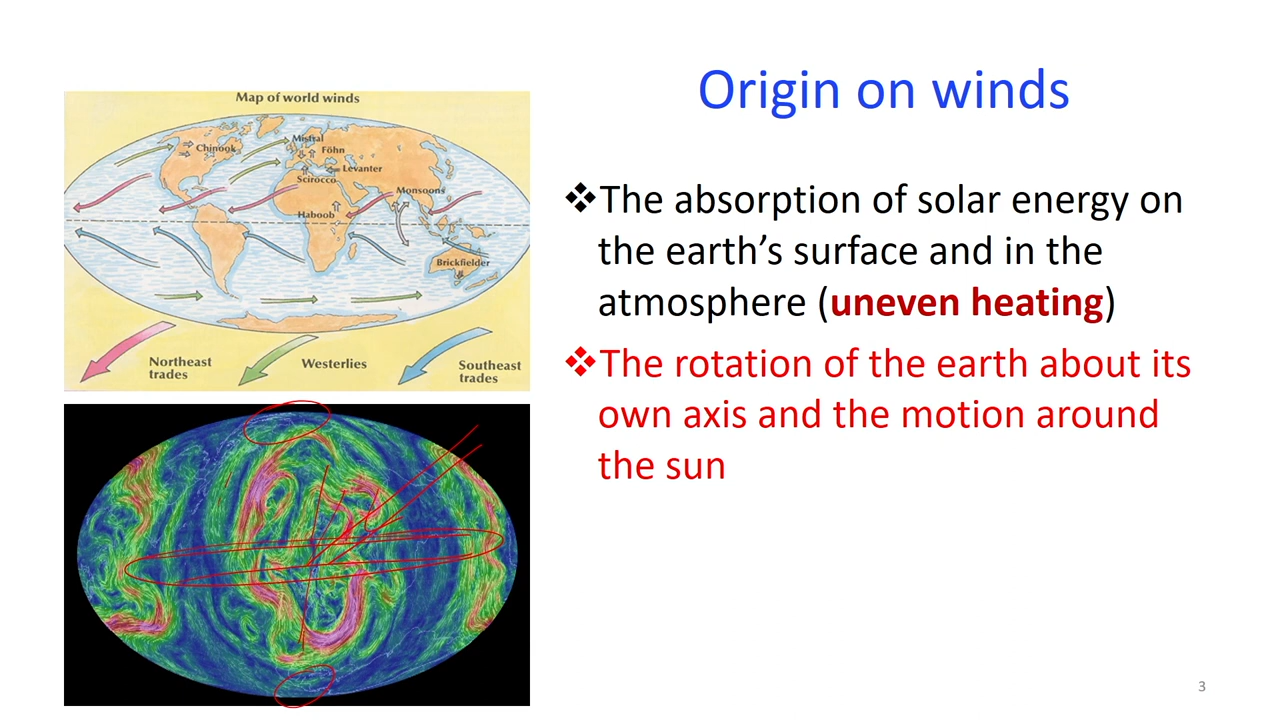 Origin on winds
Map of world winds
Chinook
Mistral
Föhn
Levanter
Scirocco
Monsoons
Haboob
Brickfielder
Northeast
trades
Westerlies
Southeast
trades
❖The absorption of solar energy on
the earth’s surface and in the
atmosphere (uneven heating)
❖The rotation of the earth about its
own axis and the motion around
the sun
3